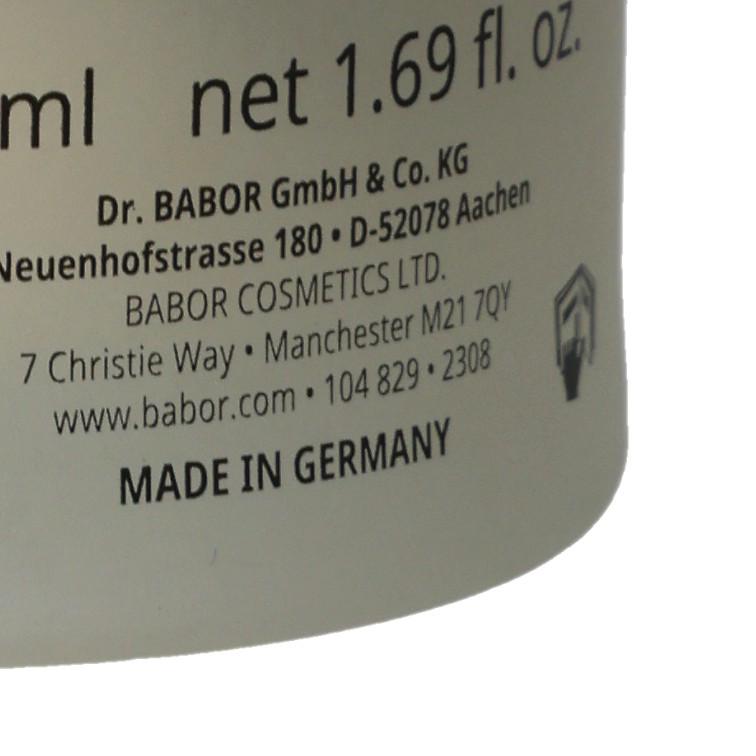 ml net 1.69 fl. oz.
Dr. BABOR GmbH & Co. KG
Neuenhofstrasse 180 • D-52078 Aachen
BABOR COSMETICS LTD.
7 Christie Way • Manchester M21 7QY
www.babor.com • 104 829 • 2308
MADE IN GERMANY